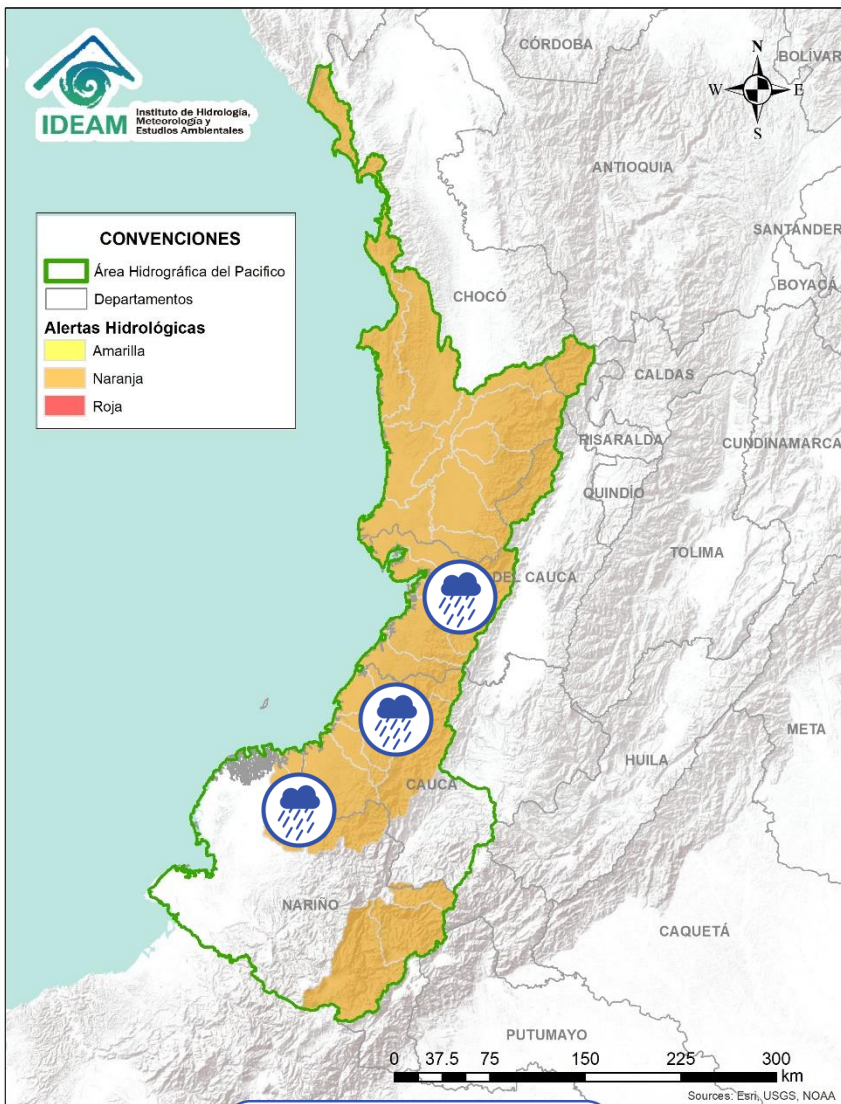 IDEAM
Instituto de Hidrología,
Meteorología y
Estudios Ambientales
N
W
E
S
CÓRDOBA
BOLÍVAR
ANTIOQUIA
SANTANDER
BOYACÁ
CHOCÓ
CALDAS
RISARALDA
CUNDINAMARCA
QUINDÍO
TOLIMA
DEL CAUCA
META
HUILA
CAUCA
NARIÑO
CAQUETÁ
PUTUMAYO
CONVENCIONES
Área Hidrográfica del Pacifico
Departamentos
Alertas Hidrológicas
Amarilla
Naranja
Roja
0 37.5 75 150 225 300
km
Sources: Esri, USGS, NOAA